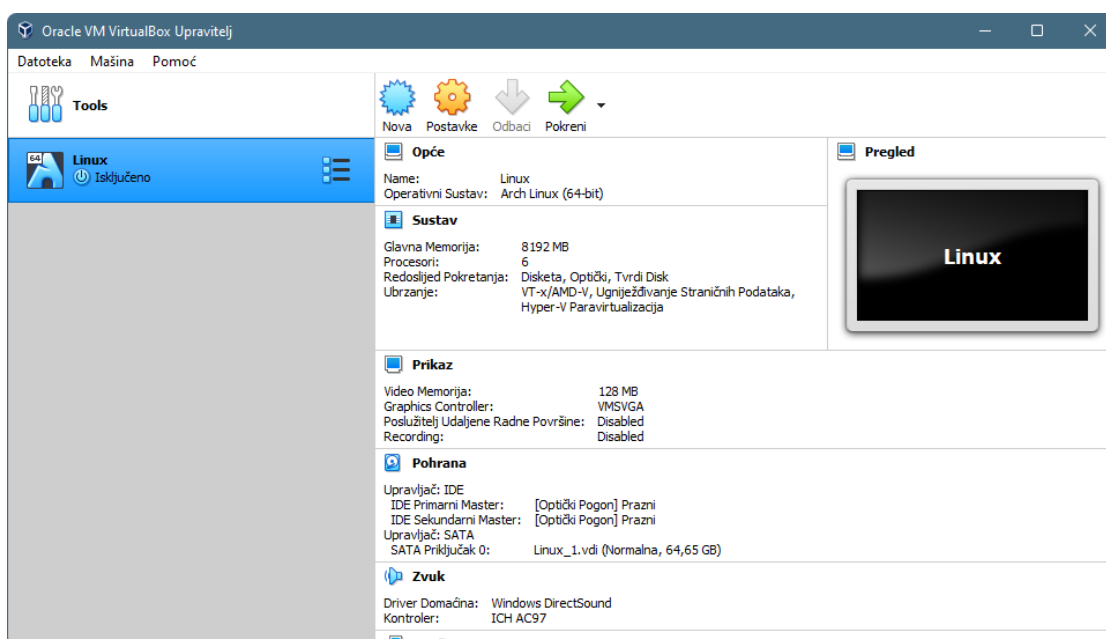 Oracle VM VirtualBox Upravitelj
Datoteka Mašina Pomoć
Tools
Nova Postavke Odbaci Pokreni
64
Linux
Isključeno
Opće
Name: Linux
Operativni Sustav: Arch Linux (64-bit)
Pregled
Linux
Sustav
Glavna Memorija: 8192 MB
Procesori: 6
Redoslijed Pokretanja: Disketa, Optički, Tvrdi Disk
Ubrzanje: VT-x/AMD-V, Ugniježđivanje Straničnih Podataka,
Hyper-V Paravirtualizacija
Prikaz
Video Memorija: 128 MB
Graphics Controller: VMSVGA
Poslužitelj Udaljene Radne Površine: Disabled
Recording: Disabled
Pohrana
Upravljač: IDE
IDE Primarni Master: [Optički Pogon] Prazni
IDE Sekundarni Master: [Optički Pogon] Prazni
Upravljač: SATA
SATA Priključak 0: Linux_1.vdi (Normalna, 64,65 GB)
Zvuk
Driver Domaćina: Windows DirectSound
Kontroler: ICH AC97